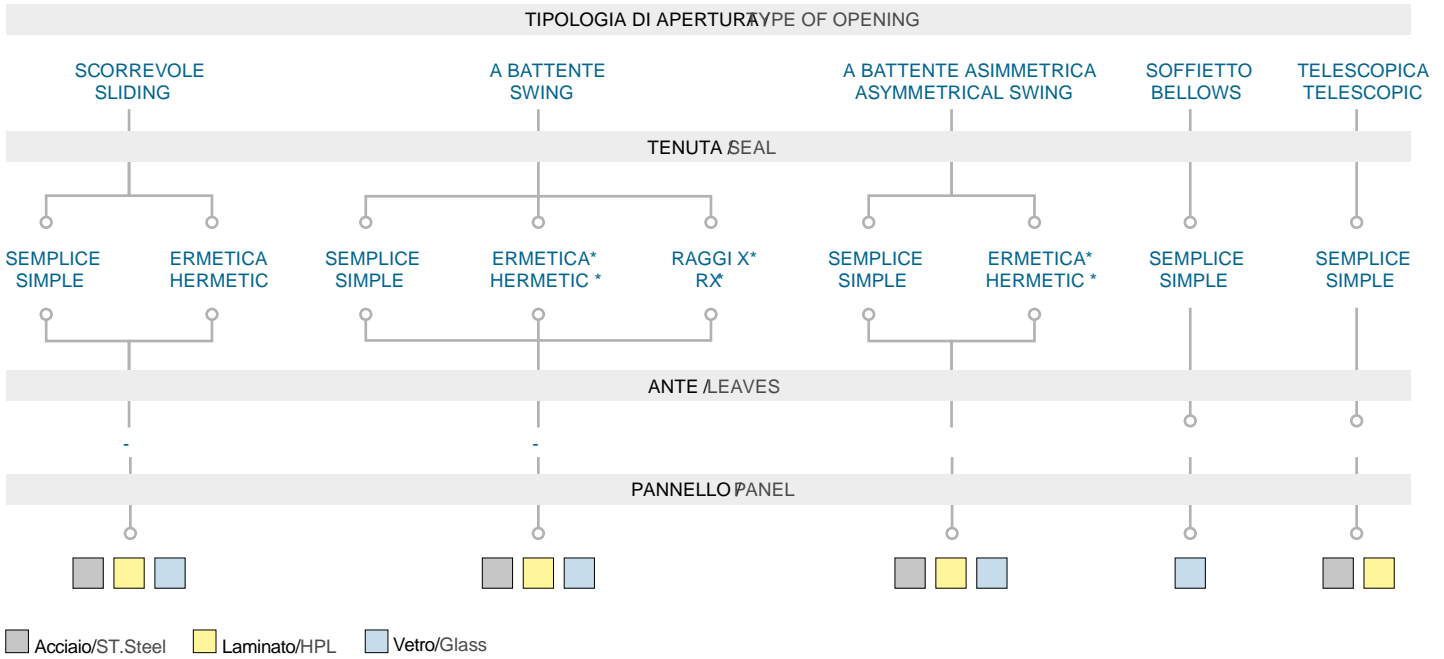 TIPOLOGIA DI APERTURA/TYPE OF OPENING
SCORREVOLE
SLIDING
A BATTENTE
SWING
A BATTENTE ASIMMETRICA
ASYMMETRICAL SWING
SOFFIETTO
BELLOWS
TELESCOPICA
TELESCOPIC
TENUTA /SEAL
SEMPLICE
SIMPLE
ERMETICA
HERMETIC
SEMPLICE
SIMPLE
ERMETICA*
HERMETIC *
RAGGI X*
RX*
SEMPLICE
SIMPLE
ERMETICA*
HERMETIC *
SEMPLICE
SIMPLE
SEMPLICE
SIMPLE
ANTE /LEAVES
-
-
PANNELLO /PANEL
Acciaio/ST.Steel
Laminato/HPL
Vetro/Glass